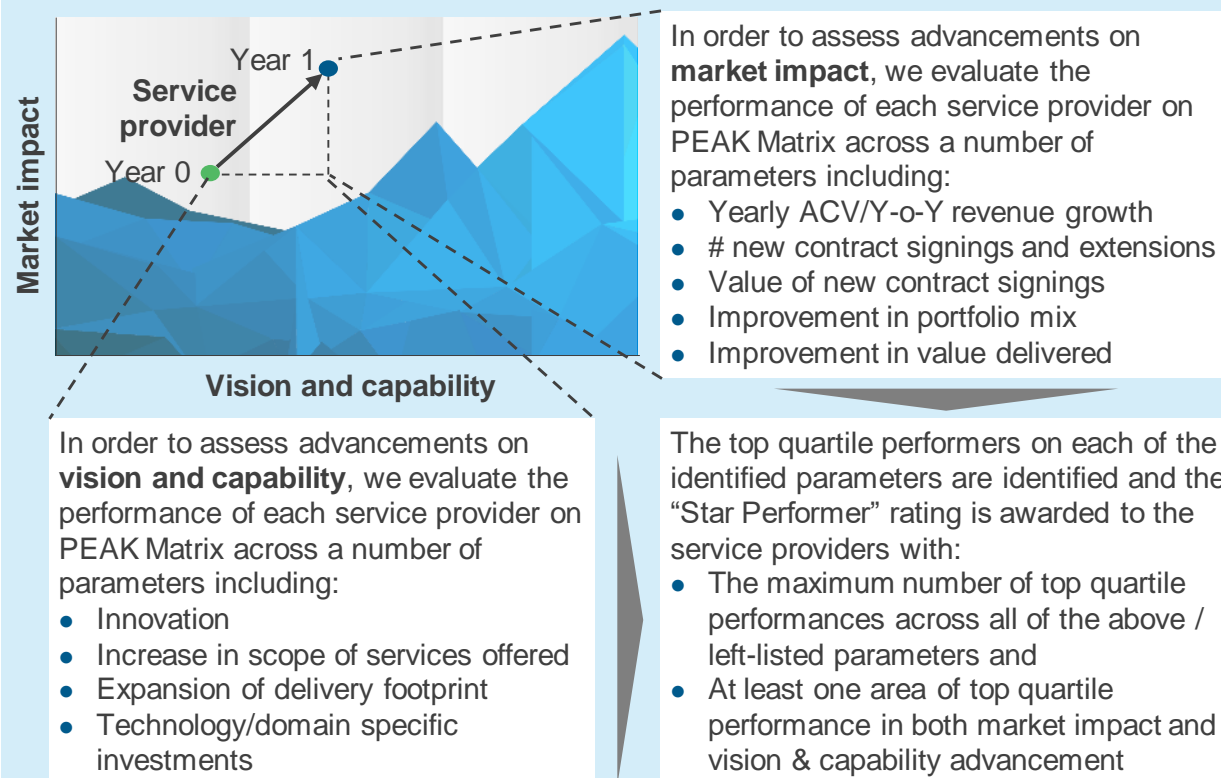 Market impact
Year 1
Service
provider
Year 0
Vision and capability
In order to assess advancements on
market impact, we evaluate the
performance of each service provider on
PEAK Matrix across a number of
parameters including:
● Yearly ACV/Y-o-Y revenue growth
● # new contract signings and extensions
● Value of new contract signings
● Improvement in portfolio mix
● Improvement in value delivered
In order to assess advancements on
vision and capability, we evaluate the
performance of each service provider on
PEAK Matrix across a number of
parameters including:
● Innovation
● Increase in scope of services offered
● Expansion of delivery footprint
● Technology/domain specific
investments
The top quartile performers on each of the
identified parameters are identified and the
“Star Performer” rating is awarded to the
service providers with:
● The maximum number of top quartile
performances across all of the above /
left-listed parameters and
● At least one area of top quartile
performance in both market impact and
vision & capability advancement